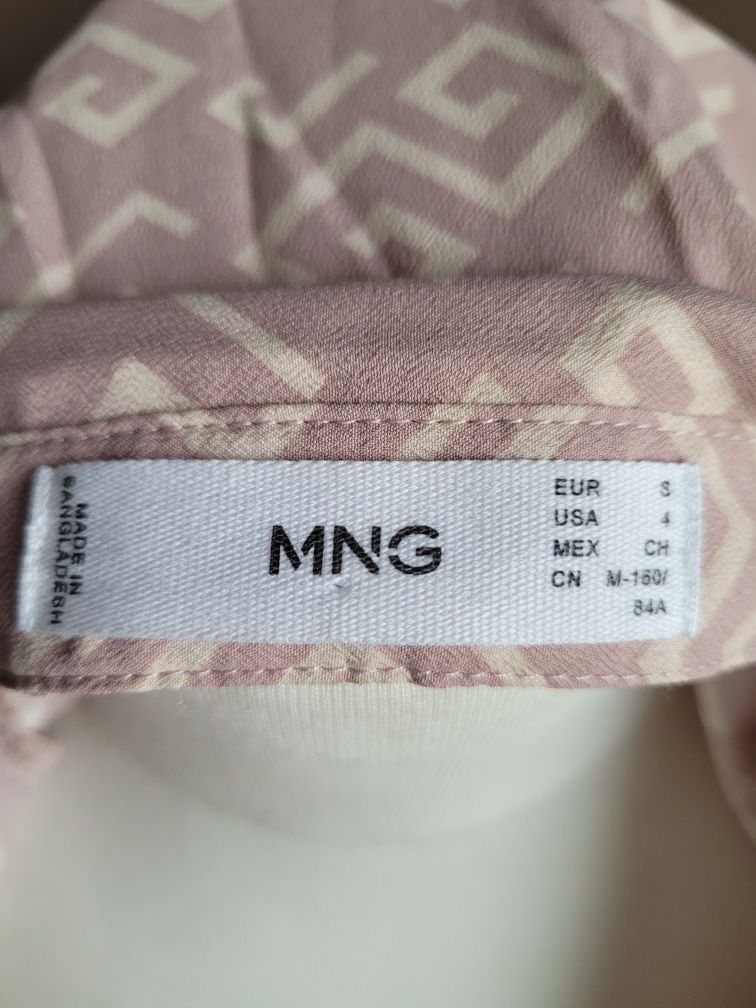 MADE IN
BANGLADESH
MNG
EUR S
USA 4
MEX CH
CN M-160/
84A